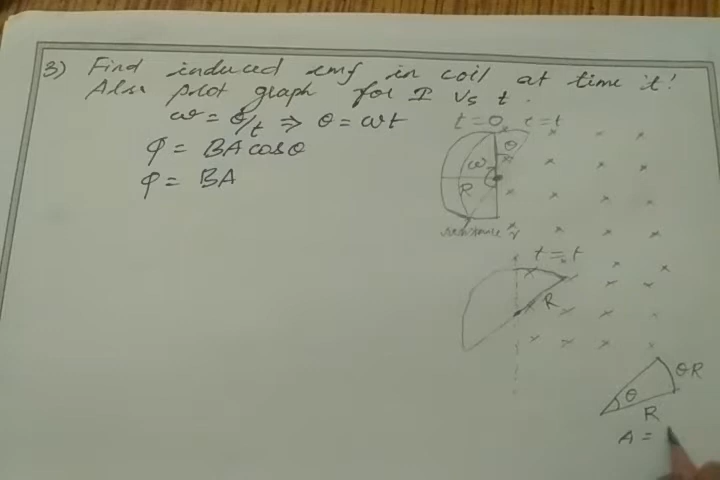 3) Find induced emf in coil at time 't'
Also plot graph for I Vs t.
ω = θ/t ⇒ θ = ωt
φ = BA cosθ
φ = BA
t = 0, t = t
θ
ω
R
t = t
R
θ
θR
R
A =